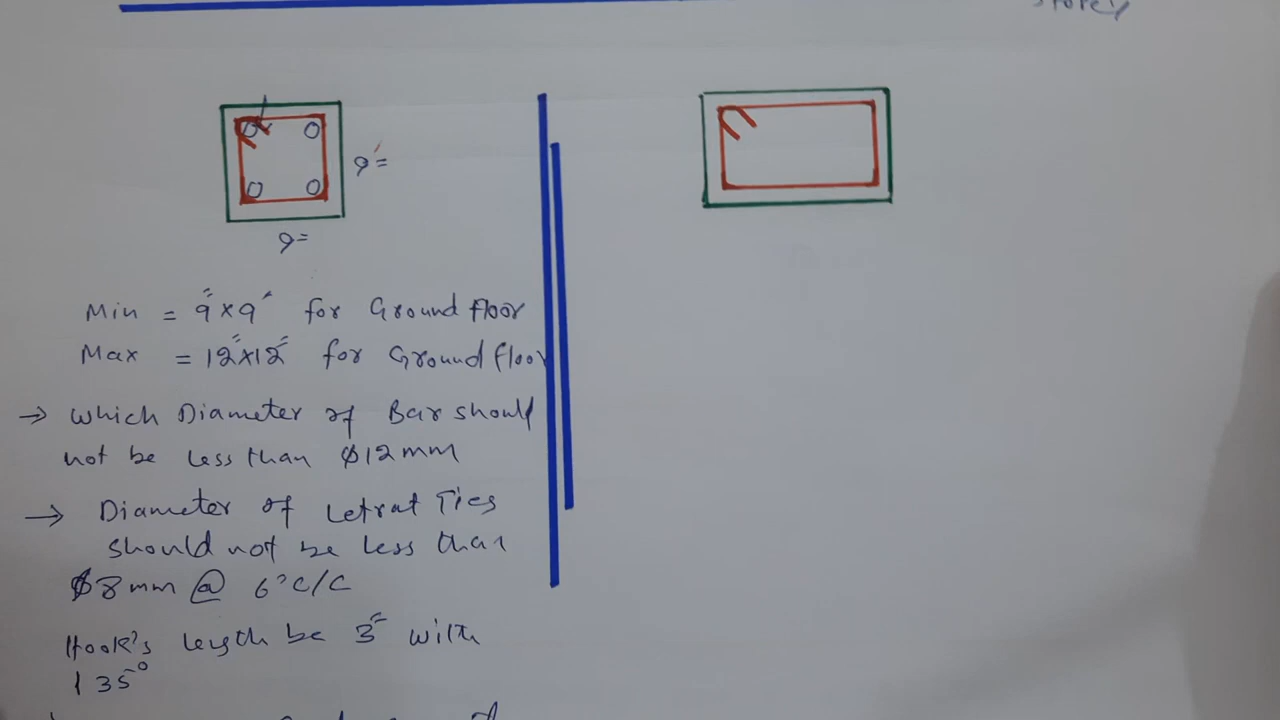 9"
9"
Min = 9"x9" for Ground floor
Max = 12"x12" for Ground floor
→ which Diameter of Bar should
not be less than φ12mm
→ Diameter of Letrat Ties
should not be less than
φ8mm @ 6"C/C
Hook's length be 3" with
135°